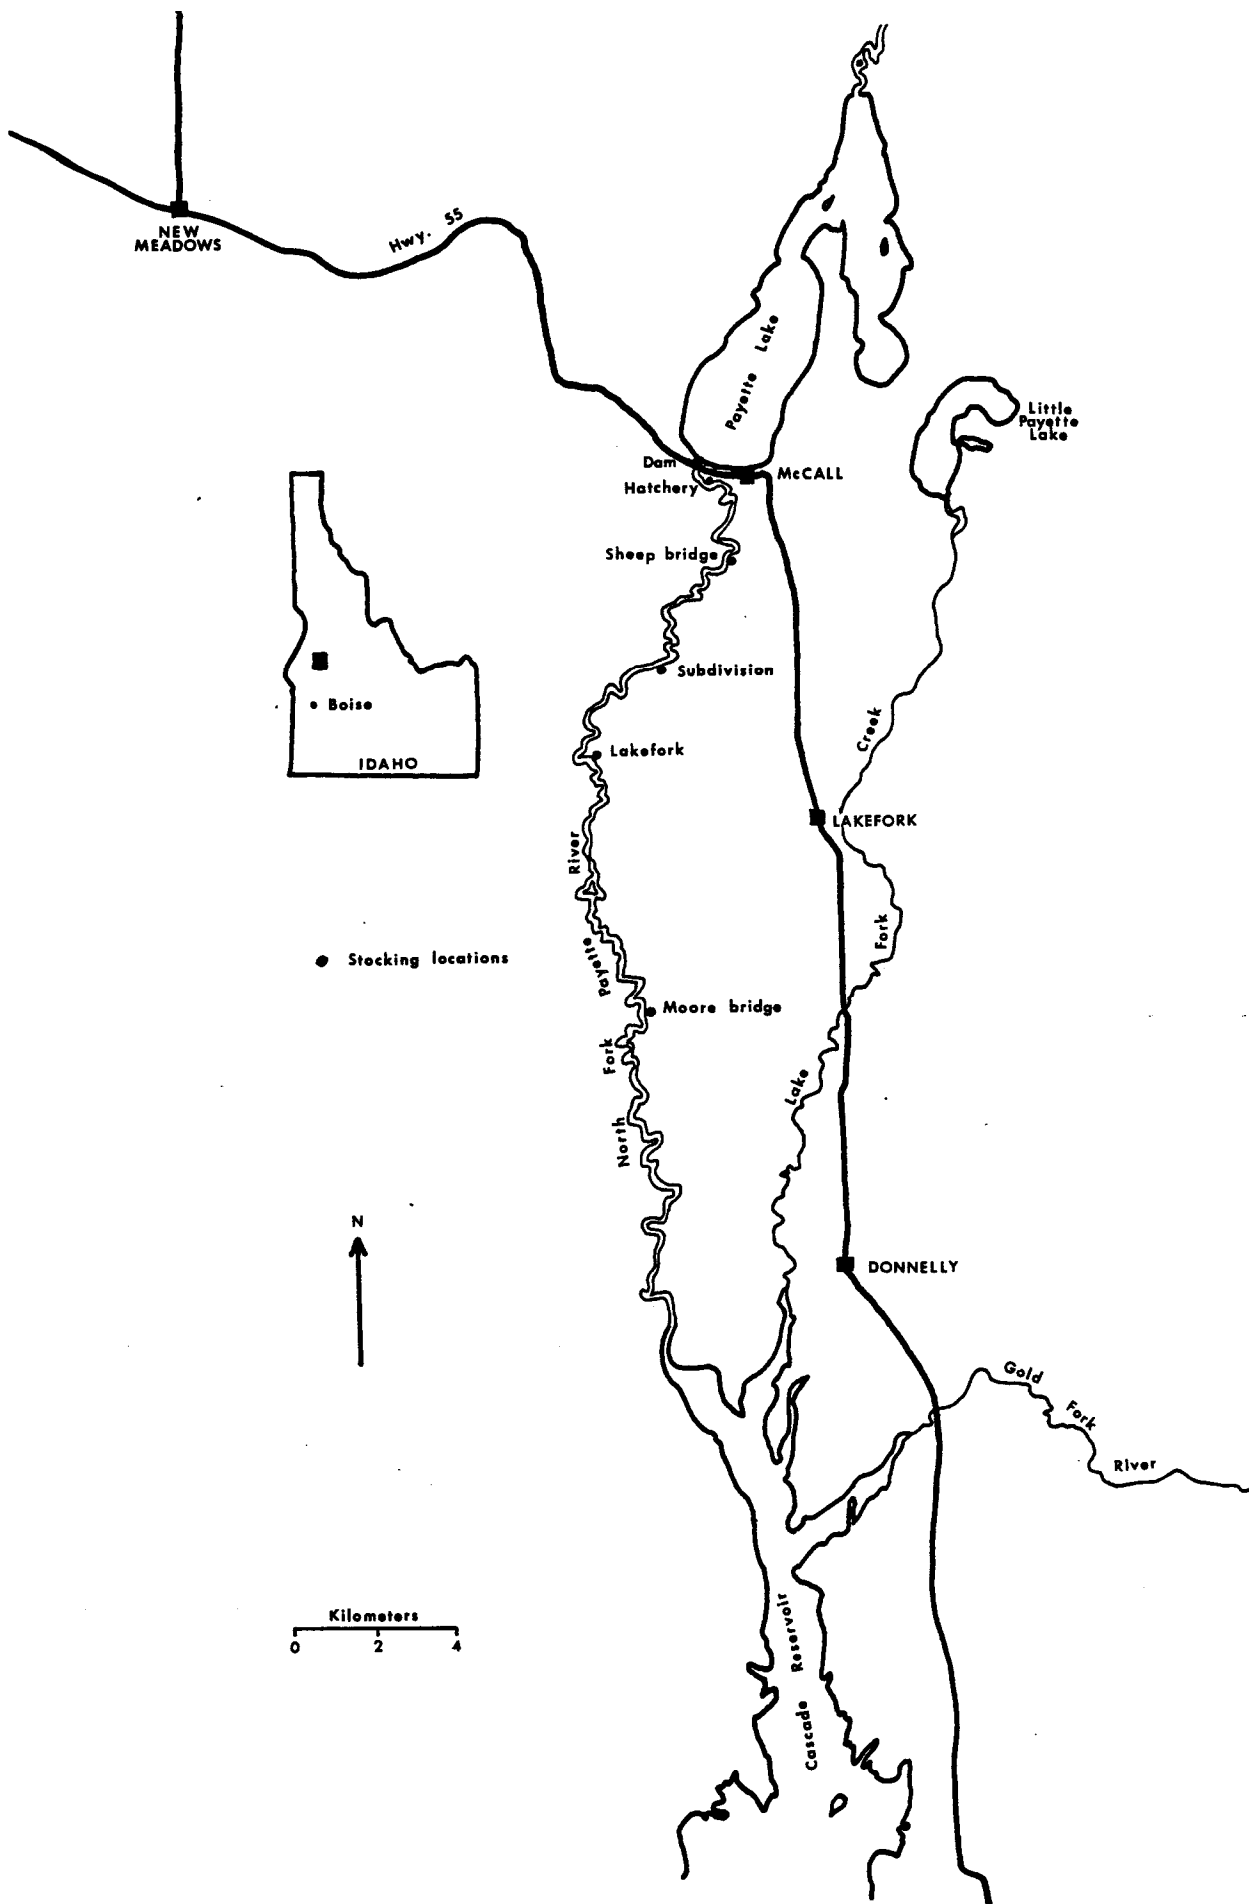 NEW
MEADOWS
Hwy. 55
Payette Lake
Little
Payette
Lake
Dam
McCALL
Hatchery
Sheep bridge
Subdivision
Boise
IDAHO
Creek
Lakefork
LAKEFORK
River
Fork
Payette
Stocking locations
Moore bridge
Fork
Lake
North
N
DONNELLY
Gold
Fork
River
Kilometers
0 2 4
Cascade Reservoir